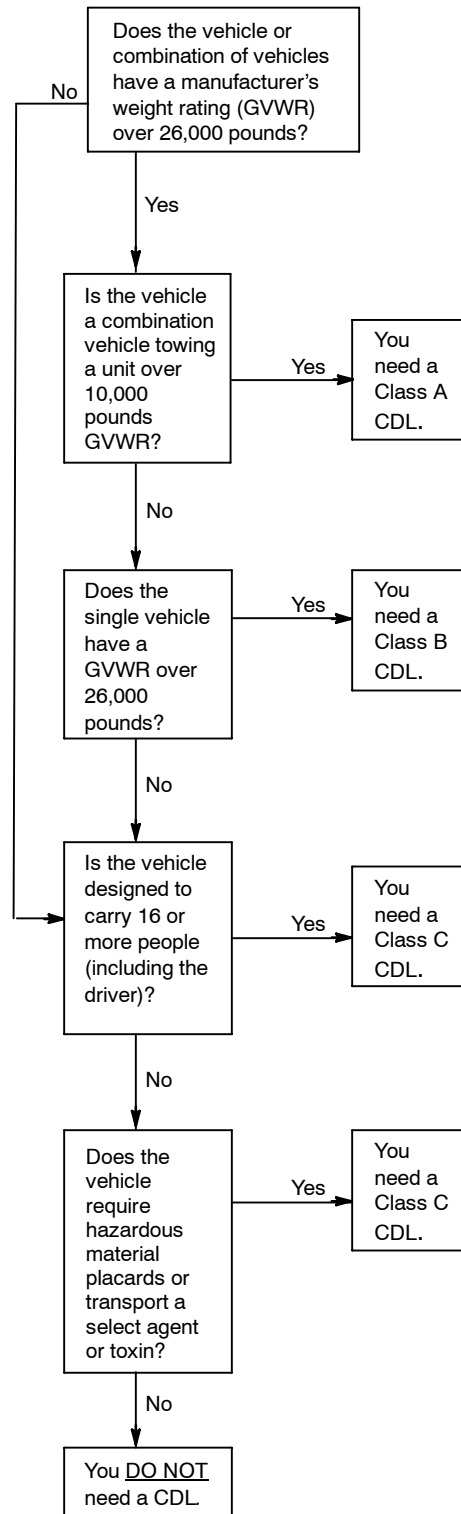 Does the vehicle or
combination of vehicles
have a manufacturer's
weight rating (GVWR)
over 26,000 pounds?
No
Yes
Is the vehicle
a combination
vehicle towing
a unit over
10,000
pounds
GVWR?
Yes
You
need a
Class A
CDL.
No
Does the
single vehicle
have a
GVWR over
26,000
pounds?
Yes
You
need a
Class B
CDL.
No
Is the vehicle
designed to
carry 16 or
more people
(including the
driver)?
Yes
You
need a
Class C
CDL.
No
Does the
vehicle
require
hazardous
material
placards or
transport a
select agent
or toxin?
Yes
You
need a
Class C
CDL.
No
You DO NOT
need a CDL.